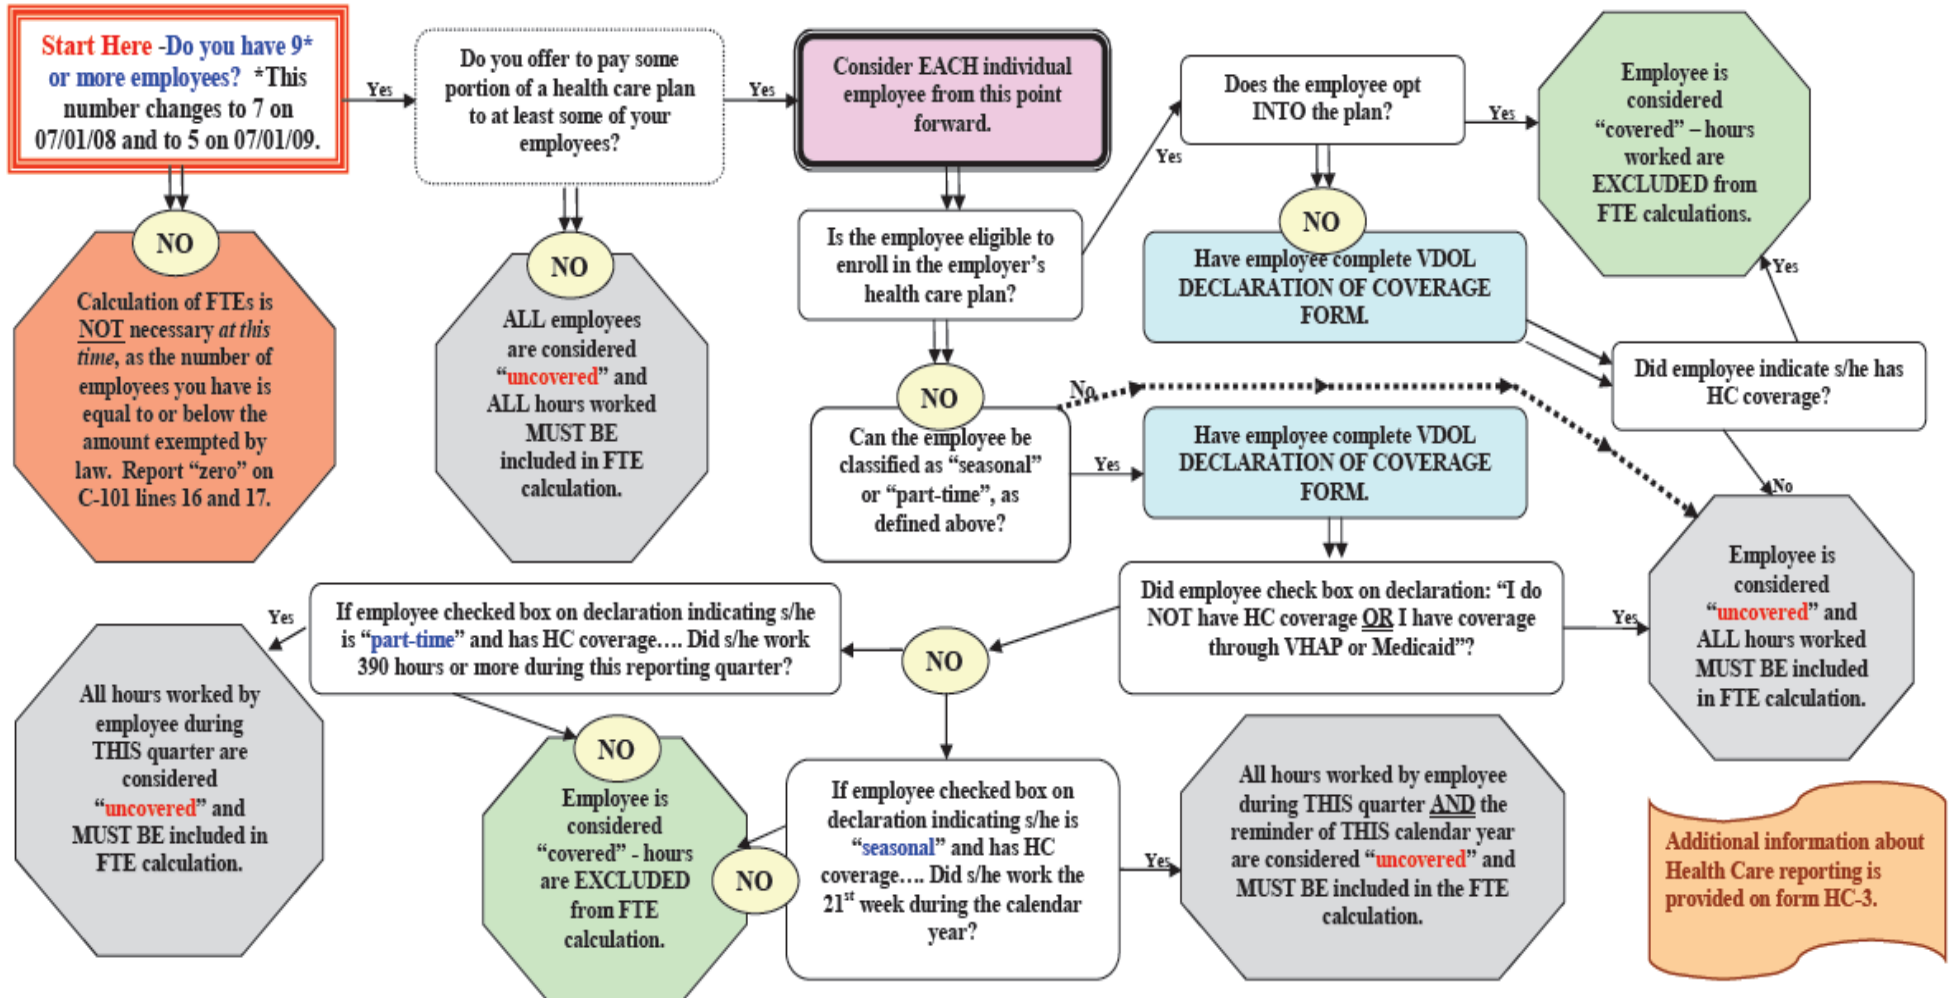 Start Here -Do you have 9*
or more employees? *This
number changes to 7 on
07/01/08 and to 5 on 07/01/09.
Yes
Do you offer to pay some
portion of a health care plan
to at least some of your
employees?
Yes
Consider EACH individual
employee from this point
forward.
Does the employee opt
INTO the plan?
Yes
Employee is
considered
“covered” – hours
worked are
EXCLUDED from
FTE calculations.
Yes
NO
Calculation of FTEs is
NOT necessary at this
time, as the number of
employees you have is
equal to or below the
amount exempted by
law. Report “zero” on
C-101 lines 16 and 17.
NO
ALL employees
are considered
“uncovered” and
ALL hours worked
MUST BE
included in FTE
calculation.
Is the employee eligible to
enroll in the employer’s
health care plan?
NO
Have employee complete VDOL
DECLARATION OF COVERAGE
FORM.
Yes
Did employee indicate s/he has
HC coverage?
No
NO
Can the employee be
classified as “seasonal”
or “part-time”, as
defined above?
No
Yes
Have employee complete VDOL
DECLARATION OF COVERAGE
FORM.
Did employee check box on declaration: “I do
NOT have HC coverage OR I have coverage
through VHAP or Medicaid”?
Yes
Employee is
considered
“uncovered” and
ALL hours worked
MUST BE included
in FTE calculation.
NO
If employee checked box on declaration indicating s/he
is “part-time” and has HC coverage…. Did s/he work
390 hours or more during this reporting quarter?
Yes
All hours worked by
employee during
THIS quarter are
considered
“uncovered” and
MUST BE included in
FTE calculation.
NO
Employee is
considered
“covered” - hours
are EXCLUDED
from FTE
calculation.
NO
If employee checked box on
declaration indicating s/he is
“seasonal” and has HC
coverage…. Did s/he work the
21st week during the calendar
year?
Yes
All hours worked by employee
during THIS quarter AND the
reminder of THIS calendar year
are considered “uncovered” and
MUST BE included in the FTE
calculation.
Additional information about
Health Care reporting is
provided on form HC-3.